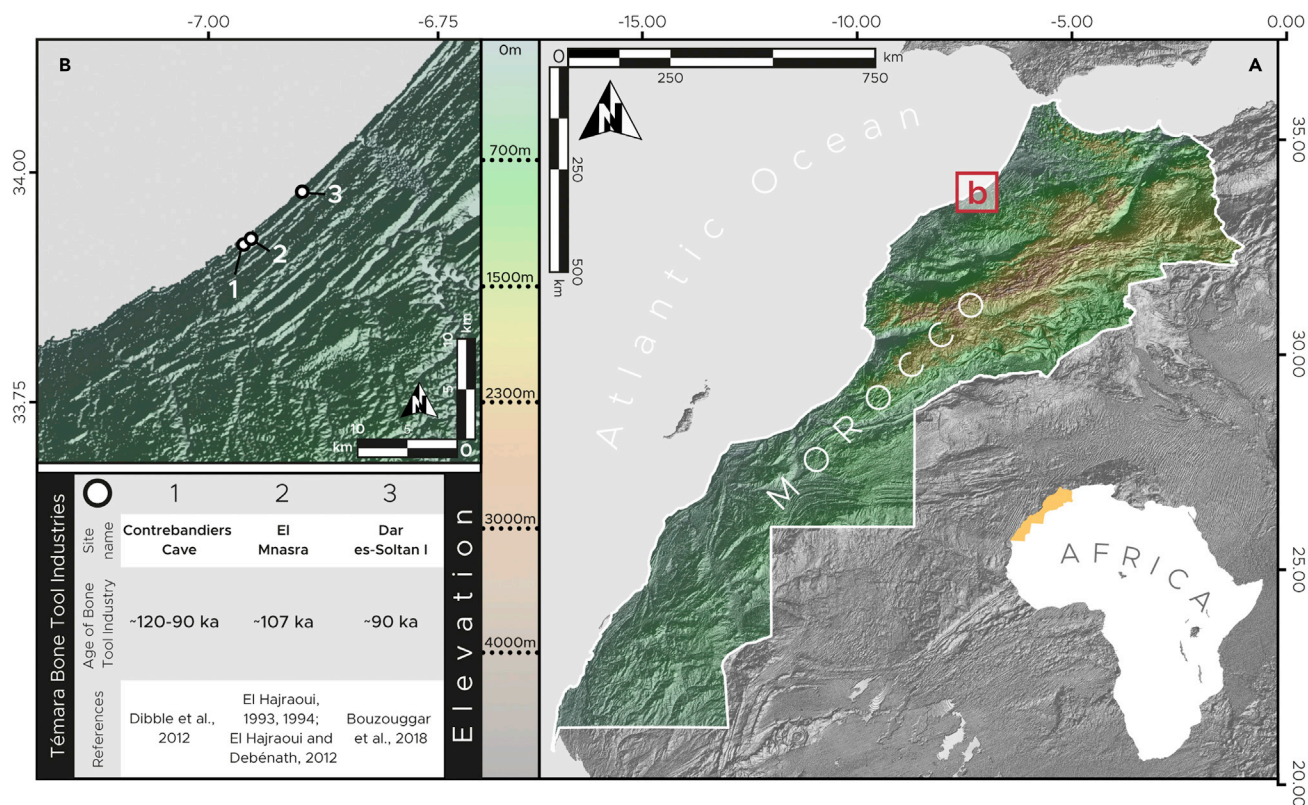 -7.00
-6.75
-15.00
-10.00
-5.00
0.00
B
34.00
33.75
1
2
3
km
10
5
N
10
5
km
0
0m
700m
1500m
2300m
3000m
4000m
Elevation
A
0
250
750
km
250
500
km
N
Atlantic Ocean
b
MOROCCO
AFRICA
35.00
30.00
25.00
20.00
Témara Bone Tool Industries
Site
name
1
2
3
Contrebandiers
Cave
El
Mnasra
Dar
es-Soltan I
Age of Bone
Tool Industry
~120-90 ka
~107 ka
~90 ka
References
Dibble et al.,
2012
El Hajraoui,
1993, 1994;
El Hajraoui and
Debénath, 2012
Bouzouggar
et al., 2018